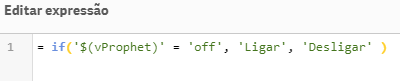 Editar expressão
1 = if('$(vProphet)' = 'off', 'Ligar', 'Desligar' )